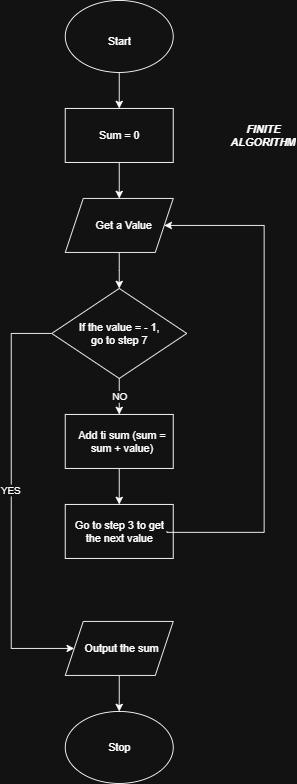 Start
Sum = 0
FINITE
ALGORITHM
Get a Value
If the value = - 1,
go to step 7
NO
Add ti sum (sum =
sum + value)
YES
Go to step 3 to get
the next value
Output the sum
Stop